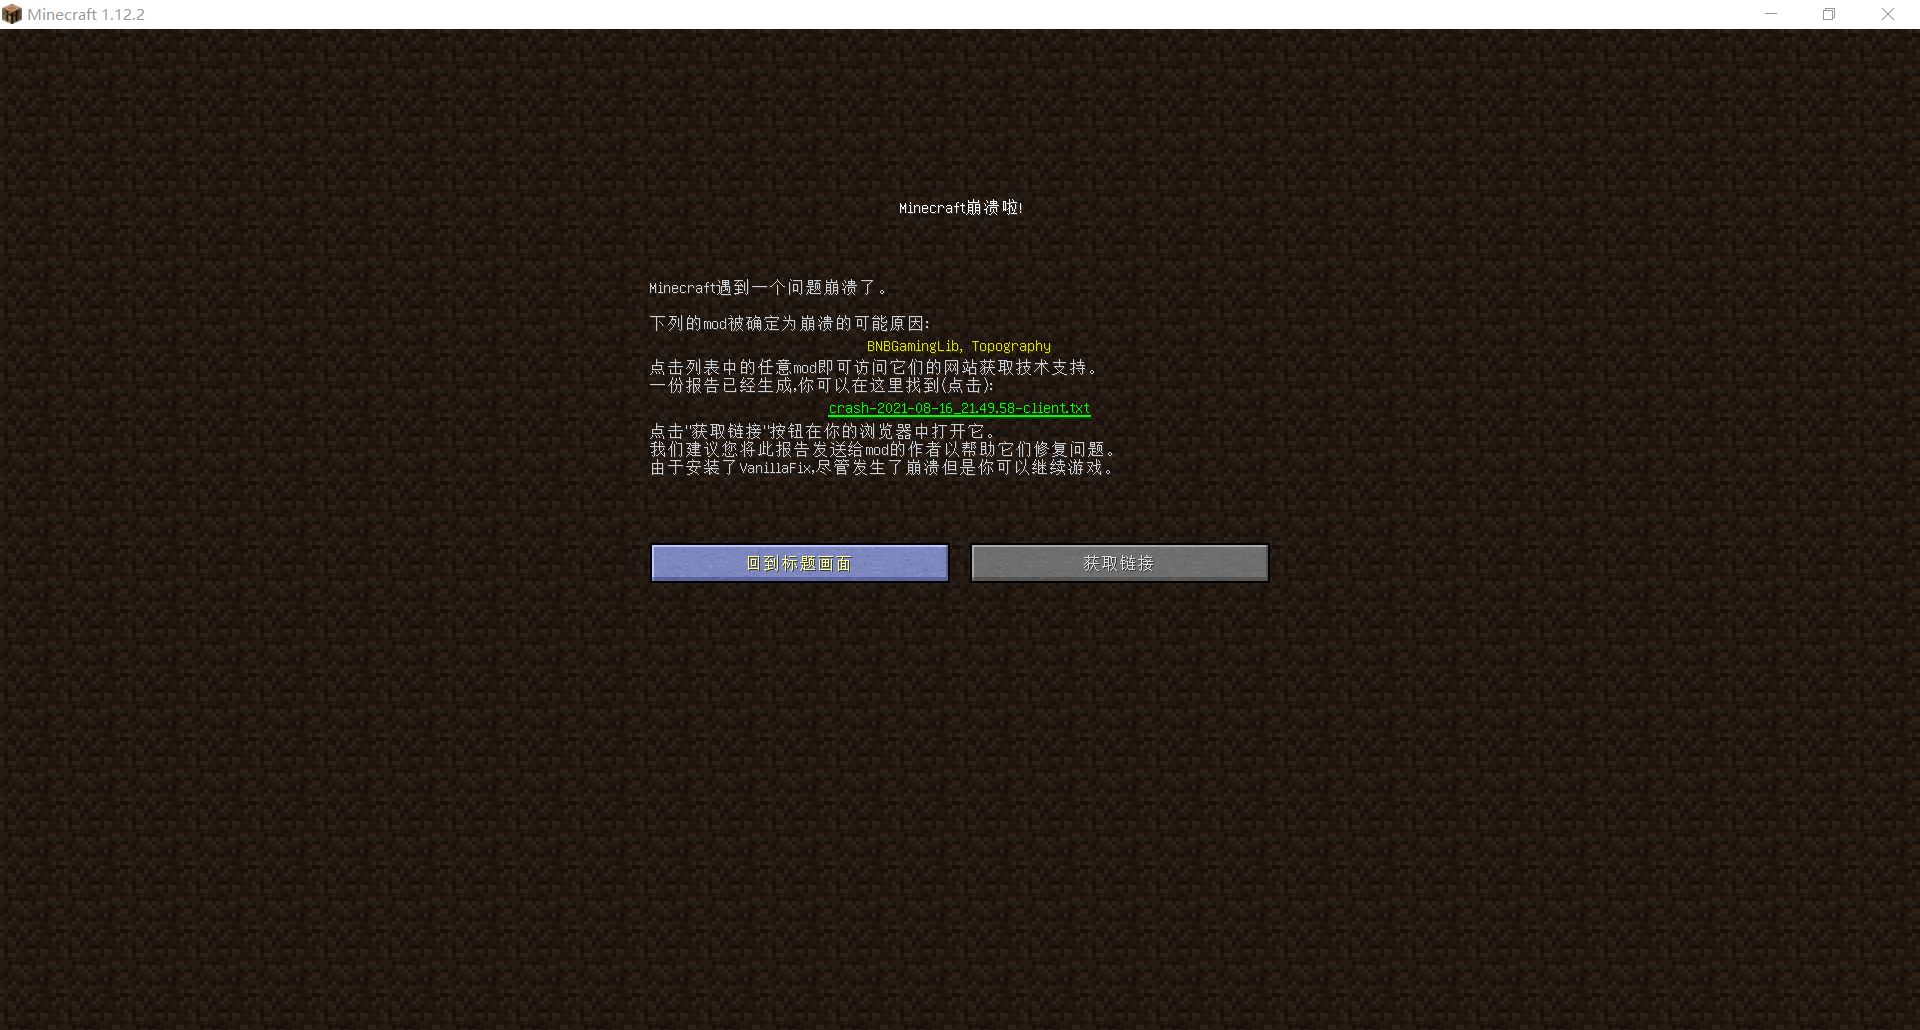 Minecraft 1.12.2
Minecraft崩溃啦!
Minecraft遇到一个问题崩溃了。
下列的mod被确定为崩溃的可能原因:
BNBGamingLib, Topography
点击列表中的任意mod即可访问它们的网站获取技术支持。
一份报告已经生成,你可以在这里找到(点击):
crash-2021-08-16_21.49.58-client.txt
点击"获取链接"按钮在你的浏览器中打开它。
我们建议您将此报告发送给mod的作者以帮助它们修复问题。
由于安装了VanillaFix,尽管发生了崩溃但是你可以继续游戏。
回到标题画面
获取链接